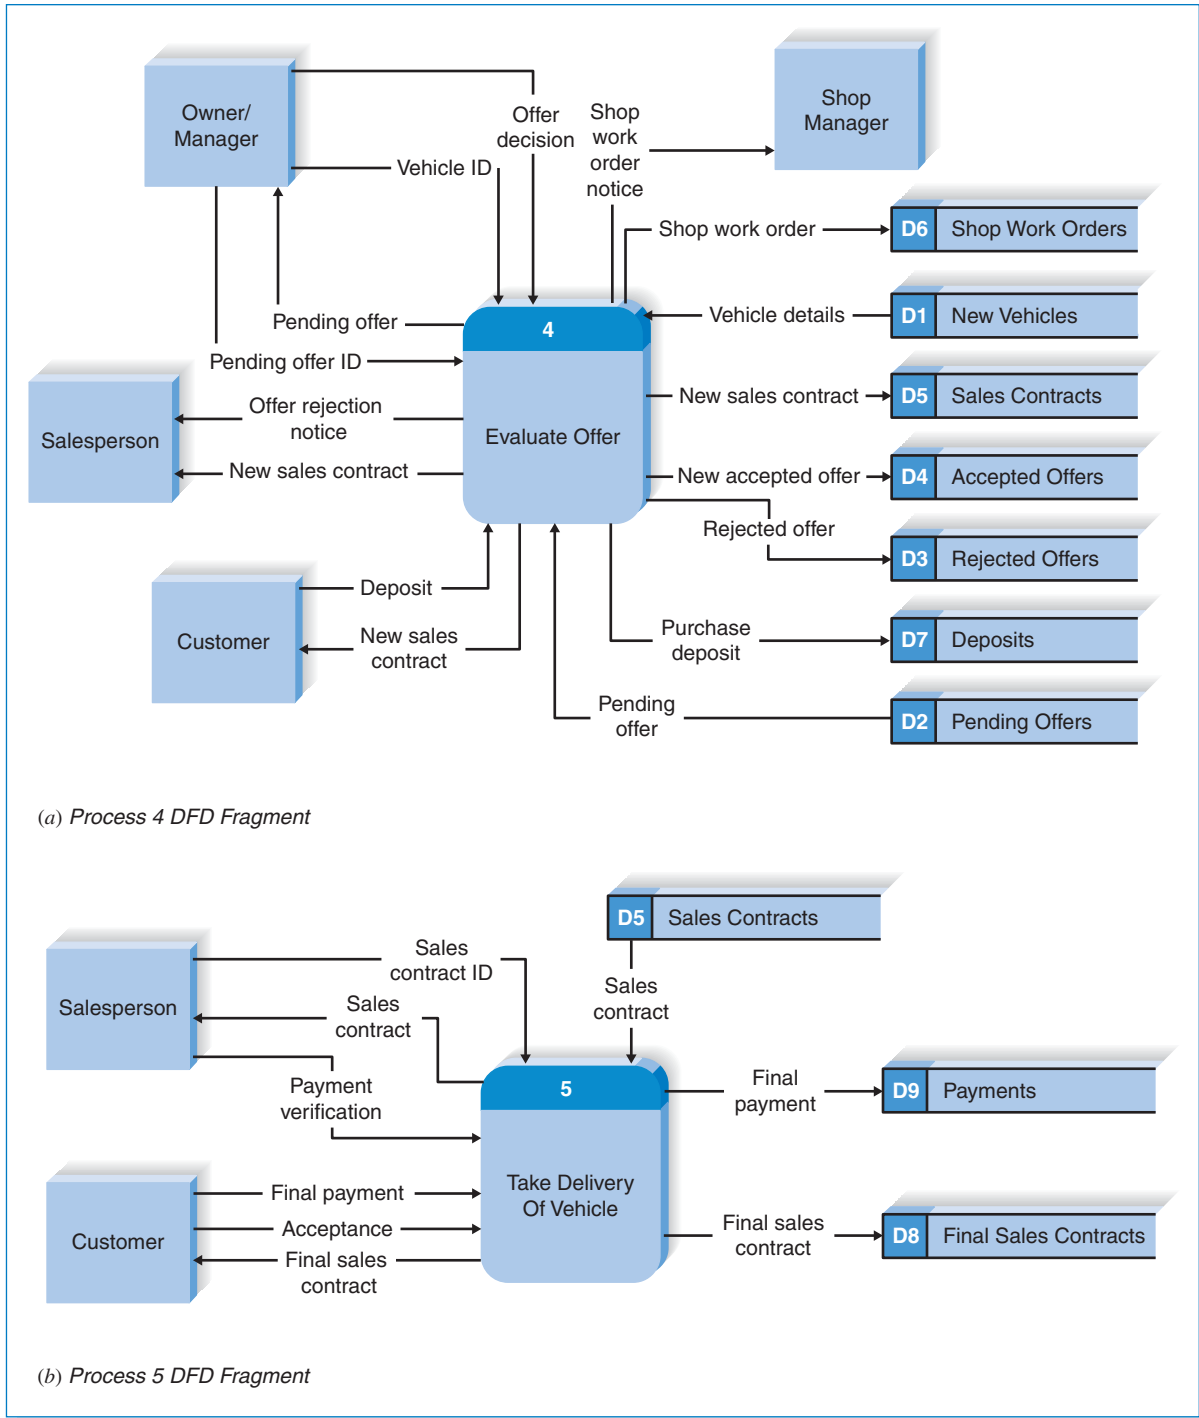 Owner/
Manager
Offer
decision
Vehicle ID
Shop
work
order
notice
Shop
Manager
Shop work order
D6 Shop Work Orders
Pending offer
4
Vehicle details
D1 New Vehicles
Pending offer ID
Salesperson
Offer rejection
notice
New sales contract
Evaluate Offer
New sales contract
D5 Sales Contracts
New accepted offer
D4 Accepted Offers
Rejected offer
D3 Rejected Offers
Customer
Deposit
New sales
contract
Purchase
deposit
D7 Deposits
Pending
offer
D2 Pending Offers
(a) Process 4 DFD Fragment
D5 Sales Contracts
Salesperson
Sales
contract ID
Sales
contract
Sales
contract
Payment
verification
5
Final
payment
D9 Payments
Take Delivery
Of Vehicle
Customer
Final payment
Acceptance
Final sales
contract
Final sales
contract
D8 Final Sales Contracts
(b) Process 5 DFD Fragment